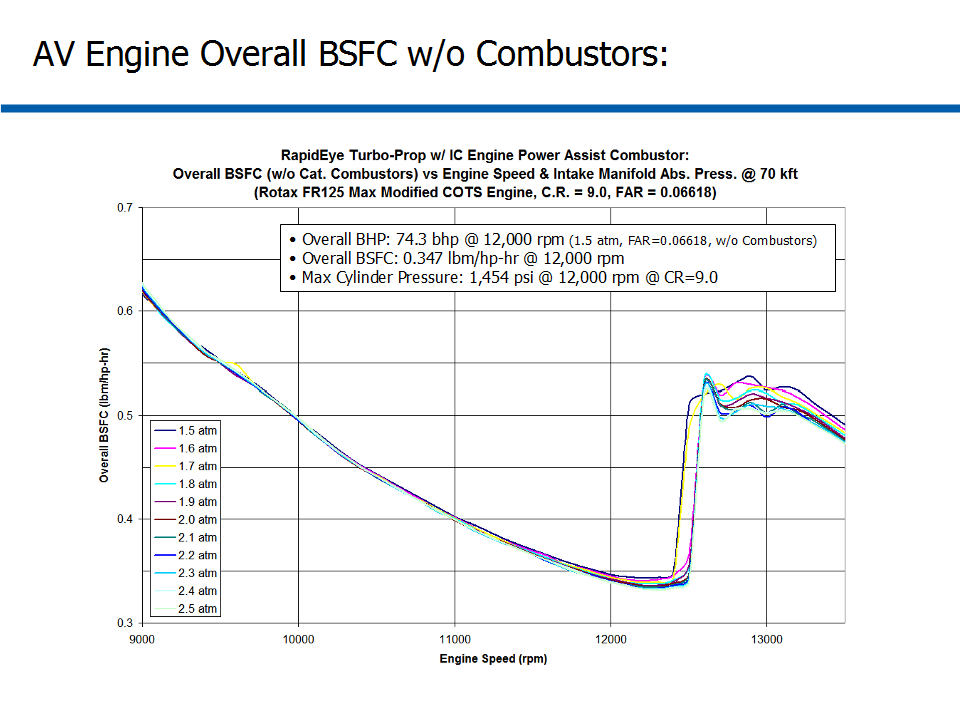 AV Engine Overall BSFC w/o Combustors:
RapidEye Turbo-Prop w/ IC Engine Power Assist Combustor:
Overall BSFC (w/o Cat. Combustors) vs Engine Speed & Intake Manifold Abs. Press. @ 70 kft
(Rotax FR125 Max Modified COTS Engine, C.R. = 9.0, FAR = 0.06618)
• Overall BHP: 74.3 bhp @ 12,000 rpm (1.5 atm, FAR=0.06618, w/o Combustors)
• Overall BSFC: 0.347 lbm/hp-hr @ 12,000 rpm
• Max Cylinder Pressure: 1,454 psi @ 12,000 rpm @ CR=9.0
0.7
0.6
0.5
0.4
0.3
Overall BSFC (lbm/hp-hr)
1.5 atm
1.6 atm
1.7 atm
1.8 atm
1.9 atm
2.0 atm
2.1 atm
2.2 atm
2.3 atm
2.4 atm
2.5 atm
9000 10000 11000 12000 13000
Engine Speed (rpm)